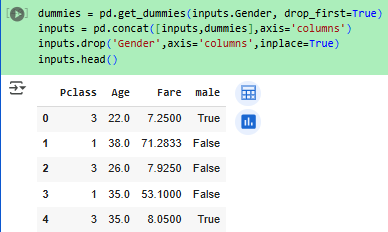 dummies = pd.get_dummies(inputs.Gender, drop_first=True)
inputs = pd.concat([inputs,dummies],axis='columns')
inputs.drop('Gender',axis='columns',inplace=True)
inputs.head()
Pclass Age Fare male
0 3 22.0 7.2500 True
1 1 38.0 71.2833 False
2 3 26.0 7.9250 False
3 1 35.0 53.1000 False
4 3 35.0 8.0500 True